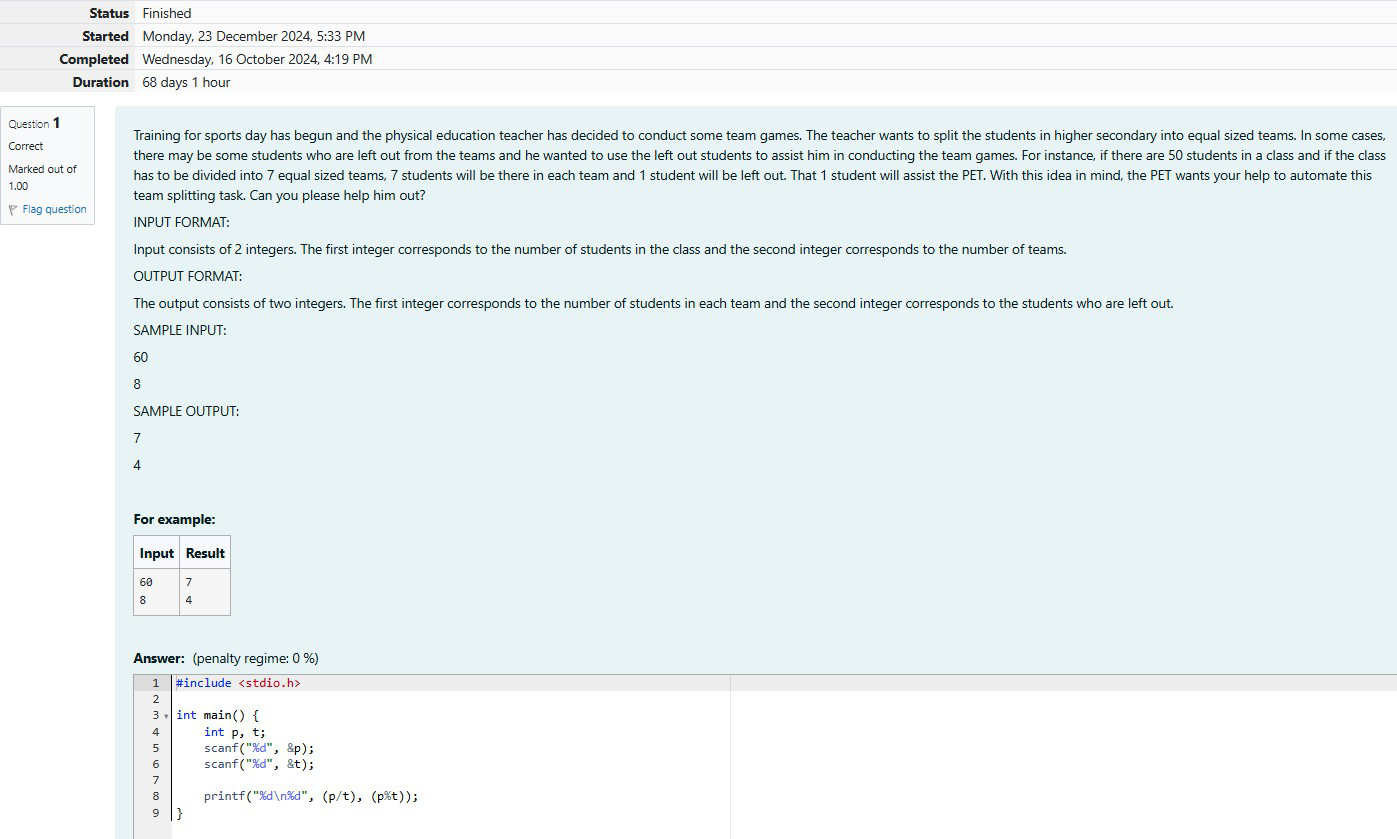 Status Finished
Started Monday, 23 December 2024, 5:33 PM
Completed Wednesday, 16 October 2024, 4:19 PM
Duration 68 days 1 hour
Question 1
Correct
Marked out of
1.00
Flag question
Training for sports day has begun and the physical education teacher has decided to conduct some team games. The teacher wants to split the students in higher secondary into equal sized teams. In some cases,
there may be some students who are left out from the teams and he wanted to use the left out students to assist him in conducting the team games. For instance, if there are 50 students in a class and if the class
has to be divided into 7 equal sized teams, 7 students will be there in each team and 1 student will be left out. That 1 student will assist the PET. With this idea in mind, the PET wants your help to automate this
team splitting task. Can you please help him out?
INPUT FORMAT:
Input consists of 2 integers. The first integer corresponds to the number of students in the class and the second integer corresponds to the number of teams.
OUTPUT FORMAT:
The output consists of two integers. The first integer corresponds to the number of students in each team and the second integer corresponds to the students who are left out.
SAMPLE INPUT:
60
8
SAMPLE OUTPUT:
7
4
For example:
Input Result
60 7
8 4
Answer: (penalty regime: 0 %)
1 #include <stdio.h>
2
3 int main() {
4     int p, t;
5     scanf("%d", &p);
6     scanf("%d", &t);
7
8     printf("%d\n%d", (p/t), (p%t));
9 }